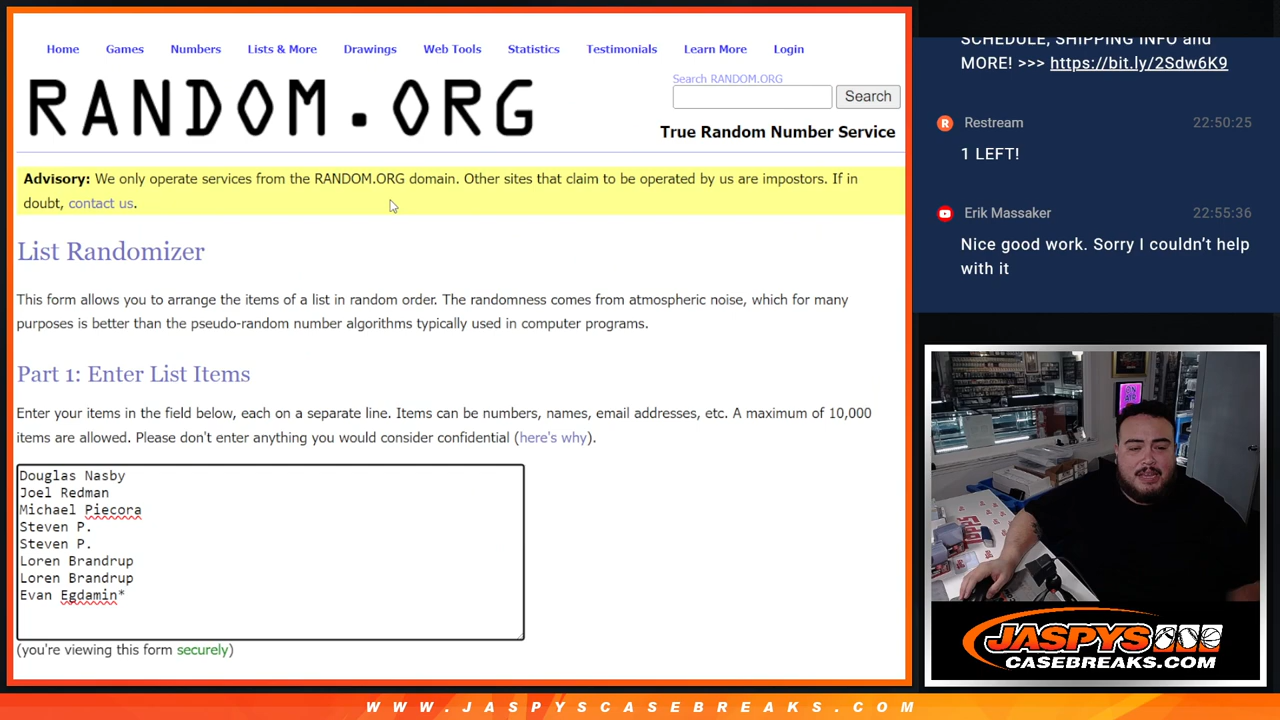 Home Games Numbers Lists & More Drawings Web Tools Statistics Testimonials Learn More Login
RANDOM.ORG
Search RANDOM.ORG
Search
True Random Number Service
Advisory: We only operate services from the RANDOM.ORG domain. Other sites that claim to be operated by us are impostors. If in
doubt, contact us.
List Randomizer
This form allows you to arrange the items of a list in random order. The randomness comes from atmospheric noise, which for many
purposes is better than the pseudo-random number algorithms typically used in computer programs.
Part 1: Enter List Items
Enter your items in the field below, each on a separate line. Items can be numbers, names, email addresses, etc. A maximum of 10,000
items are allowed. Please don't enter anything you would consider confidential (here's why).
Douglas Nasby
Joel Redman
Michael Piecora
Steven P.
Steven P.
Loren Brandrup
Loren Brandrup
Evan Egdamin*
(you're viewing this form securely)
SCHEDULE, SHIPPING INFO and
MORE! >>> https://bit.ly/2Sdw6K9
R Restream 22:50:25
1 LEFT!
Erik Massaker 22:55:36
Nice good work. Sorry I couldn't help
with it
JASPYS
CASEBREAKS.COM
WWW.JASPYSCASEBREAKS.COM